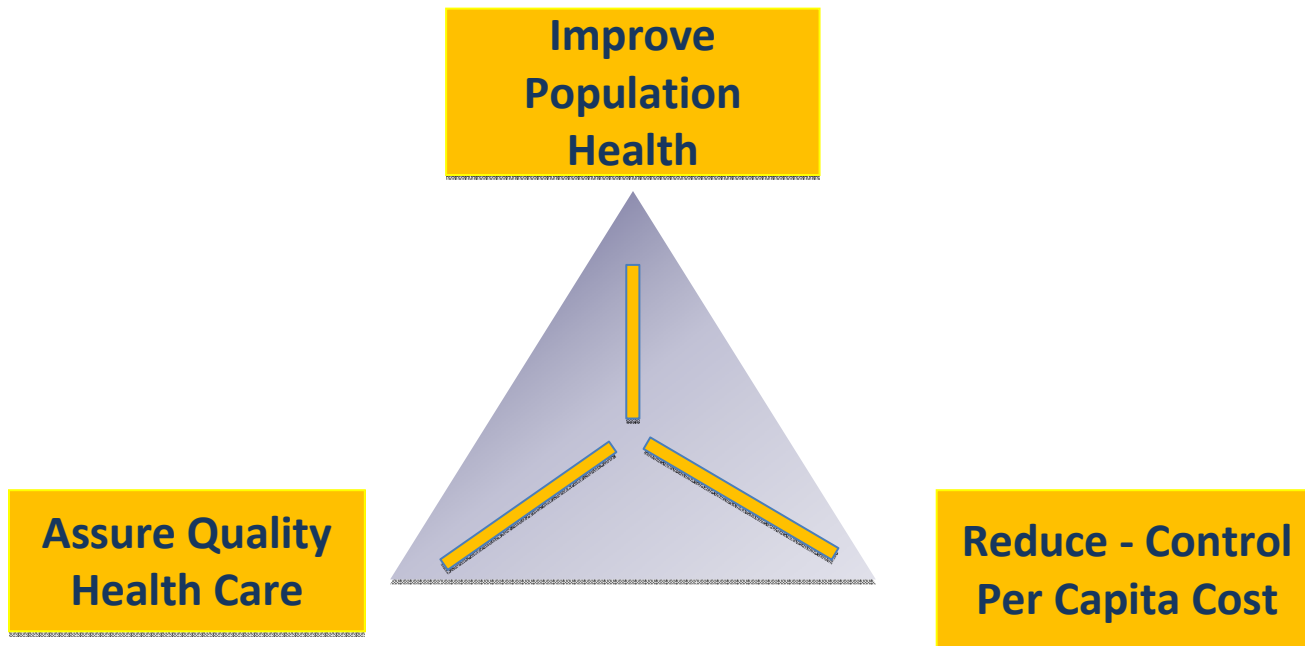 Improve
Population
Health
Assure Quality
Health Care
Reduce - Control
Per Capita Cost